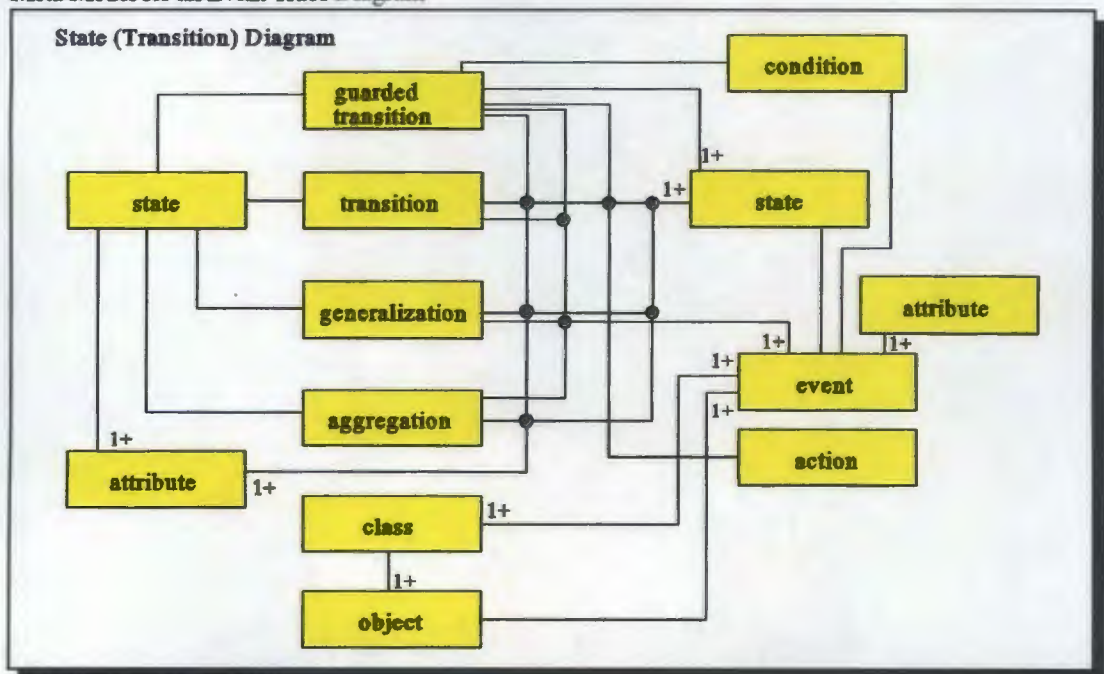 State (Transition) Diagram
condition
guarded
transition
1+
state
transition
1+
state
generalization
attribute
1+
1+
1+
event
1+
aggregation
1+
attribute
1+
action
class
1+
1+
object